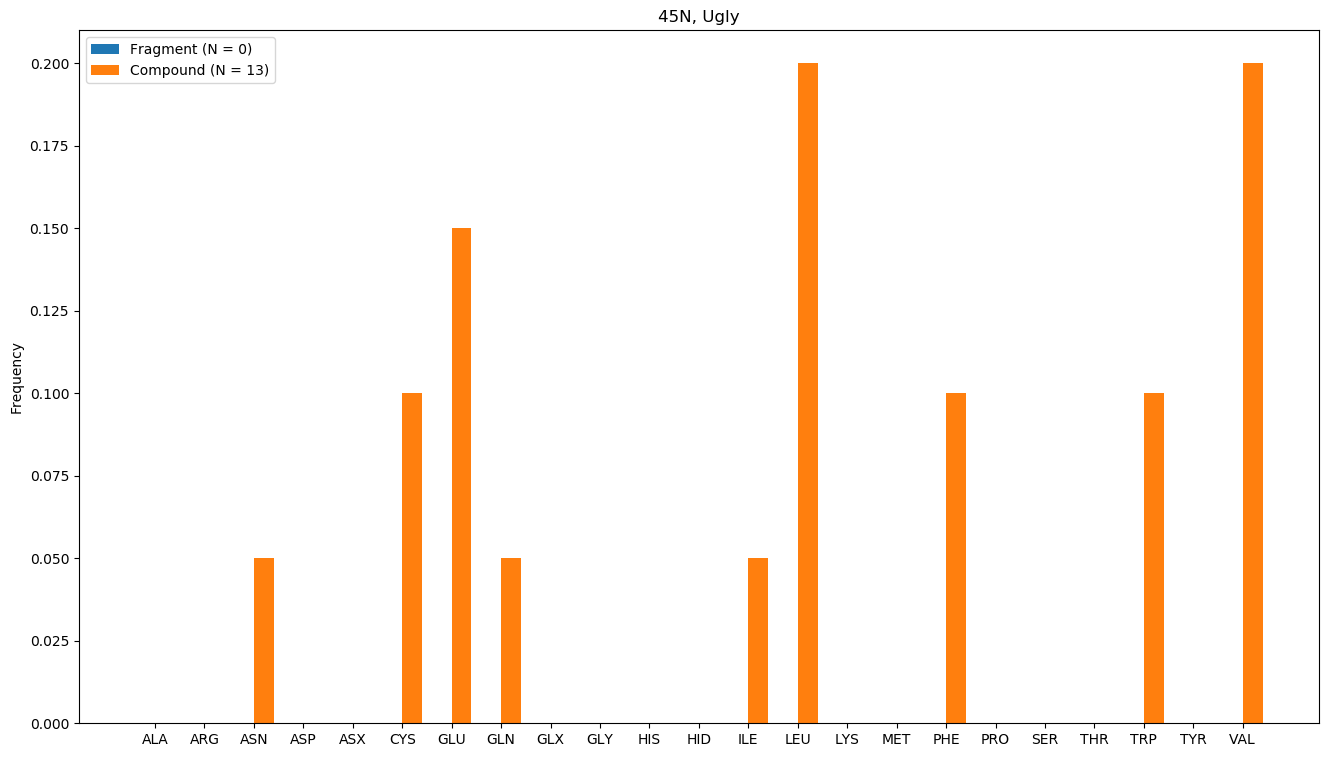 45N, Ugly
Fragment (N = 0)
Compound (N = 13)
Frequency
0.200
0.175
0.150
0.125
0.100
0.075
0.050
0.025
0.000
ALA ARG ASN ASP ASX CYS GLU GLN GLX GLY HIS HID ILE LEU LYS MET PHE PRO SER THR TRP TYR VAL